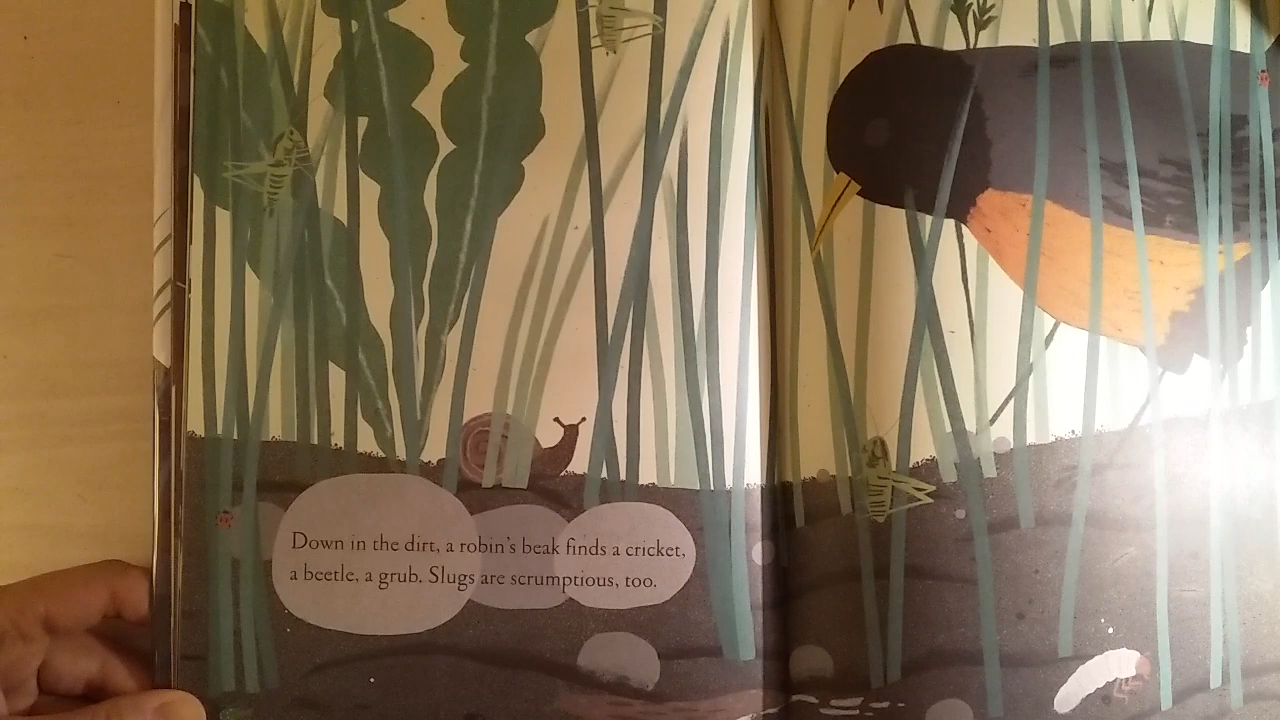 Down in the dirt, a robin's beak finds a cricket,
a beetle, a grub. Slugs are scrumptious, too.